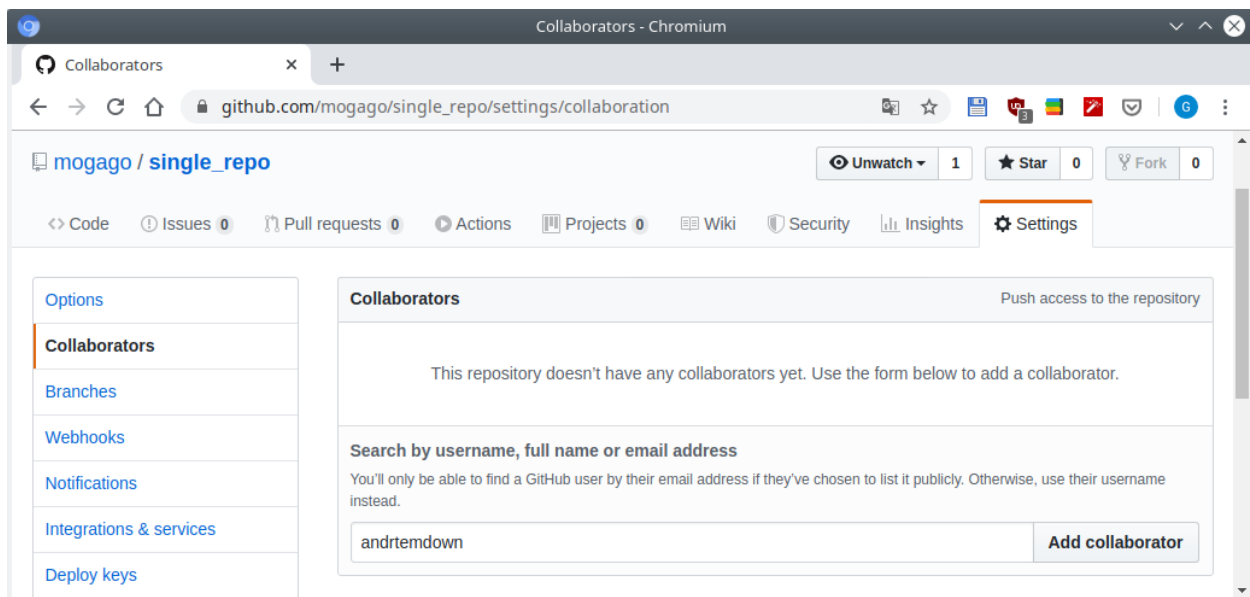 Collaborators - Chromium
Collaborators
github.com/mogago/single_repo/settings/collaboration
3
G
mogago / single_repo
Unwatch 1 Star 0 Fork 0
Code Issues 0 Pull requests 0 Actions Projects 0 Wiki Security Insights Settings
Options
Collaborators
Branches
Webhooks
Notifications
Integrations & services
Deploy keys
Collaborators Push access to the repository
This repository doesn't have any collaborators yet. Use the form below to add a collaborator.
Search by username, full name or email address
You'll only be able to find a GitHub user by their email address if they've chosen to list it publicly. Otherwise, use their username
instead.
andrtemdown Add collaborator